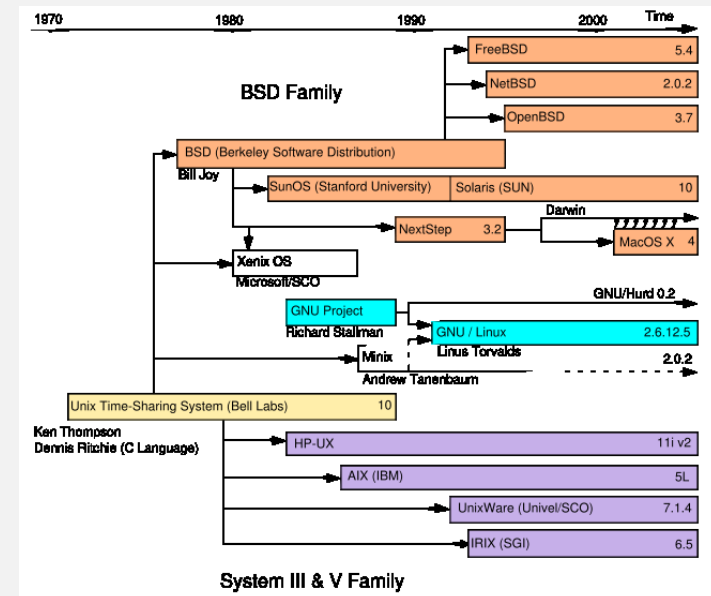 1970 1980 1990 2000 Time
FreeBSD 5.4
BSD Family
NetBSD 2.0.2
OpenBSD 3.7
BSD (Berkeley Software Distribution)
Bill Joy
SunOS (Stanford University) Solaris (SUN) 10
Darwin
NextStep 3.2
MacOS X 4
Xenix OS
Microsoft/SCO
GNU/Hurd 0.2
GNU Project
Richard Stallman
GNU / Linux 2.6.12.5
Linus Torvalds
Minix 2.0.2
Andrew Tanenbaum
Unix Time-Sharing System (Bell Labs) 10
Ken Thompson
Dennis Ritchie (C Language)
HP-UX 11i v2
AIX (IBM) 5L
UnixWare (Univel/SCO) 7.1.4
IRIX (SGI) 6.5
System III & V Family